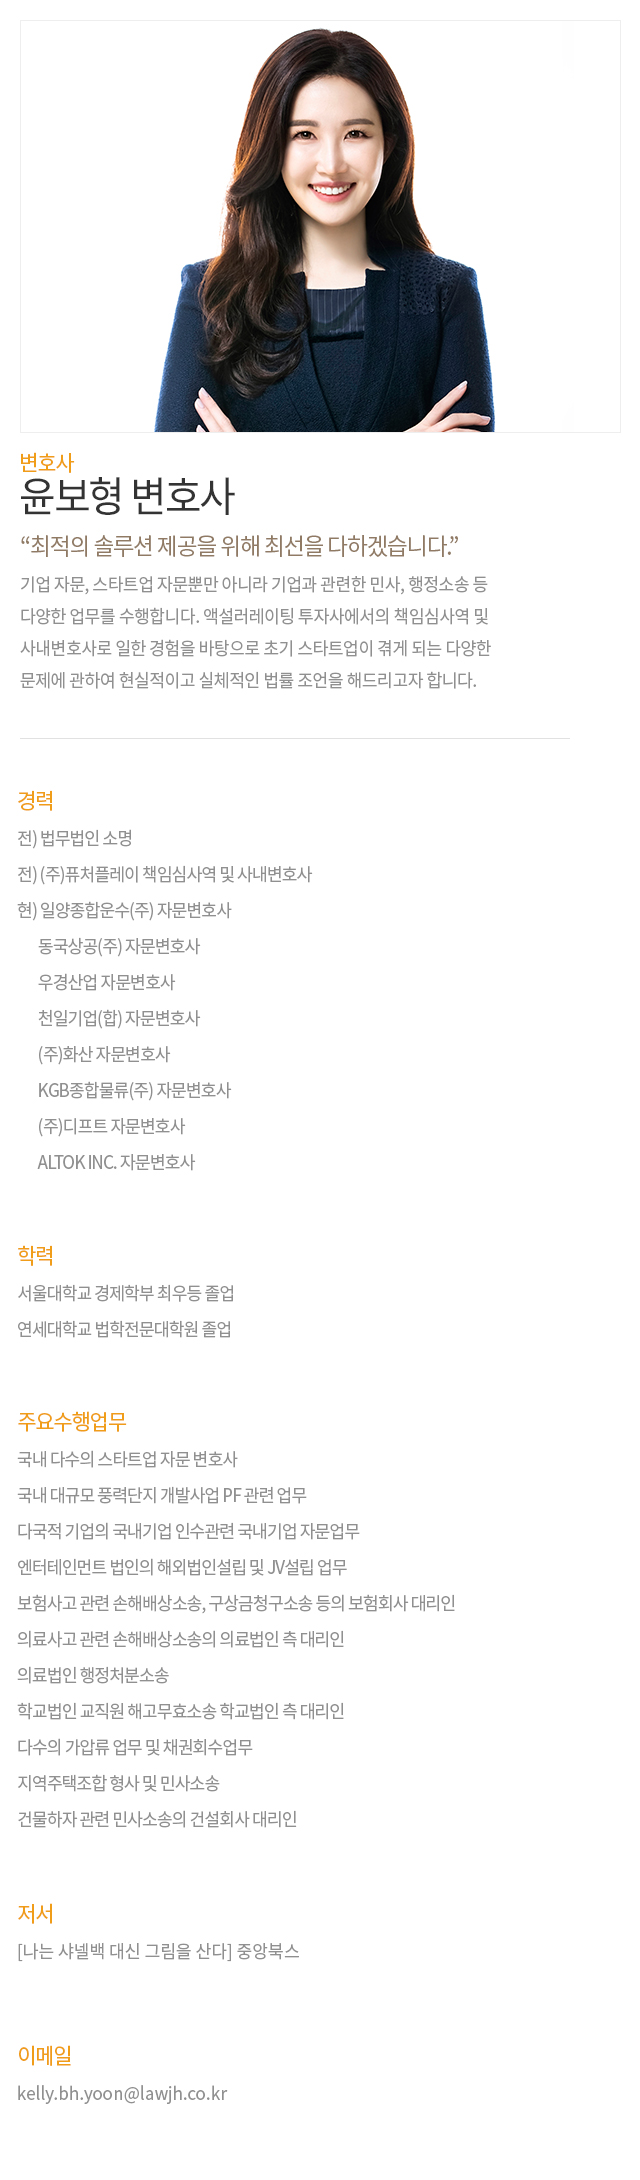 변호사
윤보형 변호사
“최적의 솔루션 제공을 위해 최선을 다하겠습니다.”
기업 자문, 스타트업 자문뿐만 아니라 기업과 관련한 민사, 행정소송 등
다양한 업무를 수행합니다. 액설러레이팅 투자사에서의 책임심사역 및
사내변호사로 일한 경험을 바탕으로 초기 스타트업이 겪게 되는 다양한
문제에 관하여 현실적이고 실체적인 법률 조언을 해드리고자 합니다.
경력
전) 법무법인 소명
전) (주)퓨처플레이 책임심사역 및 사내변호사
현) 일양종합운수(주) 자문변호사
동국상공(주) 자문변호사
우경산업 자문변호사
천일기업(합) 자문변호사
(주)화산 자문변호사
KGB종합물류(주) 자문변호사
(주)디프트 자문변호사
ALTOK INC. 자문변호사
학력
서울대학교 경제학부 최우등 졸업
연세대학교 법학전문대학원 졸업
주요수행업무
국내 다수의 스타트업 자문 변호사
국내 대규모 풍력단지 개발사업 PF 관련 업무
다국적 기업의 국내기업 인수관련 국내기업 자문업무
엔터테인먼트 법인의 해외법인설립 및 JV설립 업무
보험사고 관련 손해배상소송, 구상금청구소송 등의 보험회사 대리인
의료사고 관련 손해배상소송의 의료법인 측 대리인
의료법인 행정처분소송
학교법인 교직원 해고무효소송 학교법인 측 대리인
다수의 가압류 업무 및 채권회수업무
지역주택조합 형사 및 민사소송
건물하자 관련 민사소송의 건설회사 대리인
저서
[나는 샤넬백 대신 그림을 산다] 중앙북스
이메일
kelly.bh.yoon@lawjh.co.kr